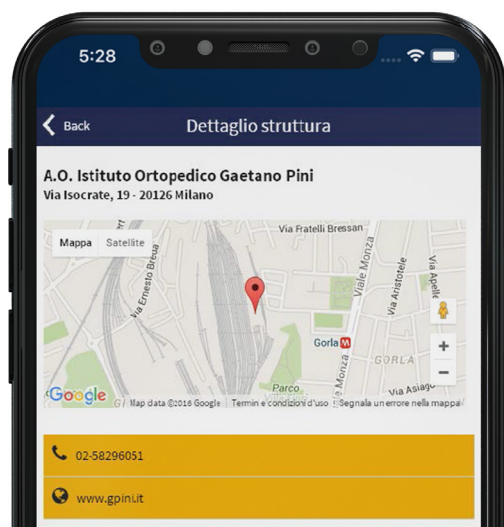 5:28
Back
Dettaglio struttura
A.O. Istituto Ortopedico Gaetano Pini
Via Isocrate, 19 - 20126 Milano
Mappa Satellite
Via Fratelli Bressan
Via Ernesto Breda
Viale Monza
Via Aristotele
Via Apelle
Gorla M
GORLA
Parco
Monza
Via Asiago
Google
Map data ©2016 Google
Termini e condizioni d'uso
Segnala un errore nella mappa
02-58296051
www.gpini.it